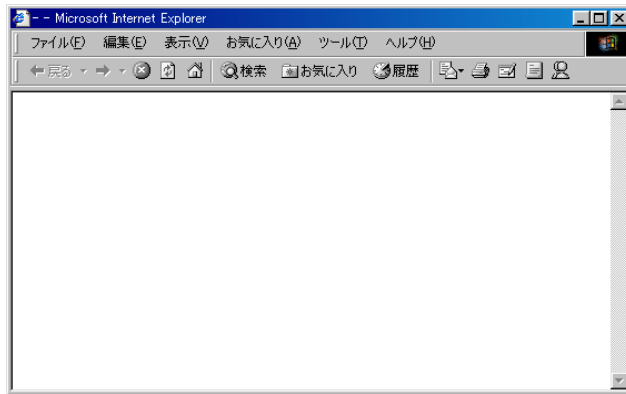 - - Microsoft Internet Explorer
ファイル(F) 編集(E) 表示(V) お気に入り(A) ツール(T) ヘルプ(H)
戻る 検索 お気に入り 履歴